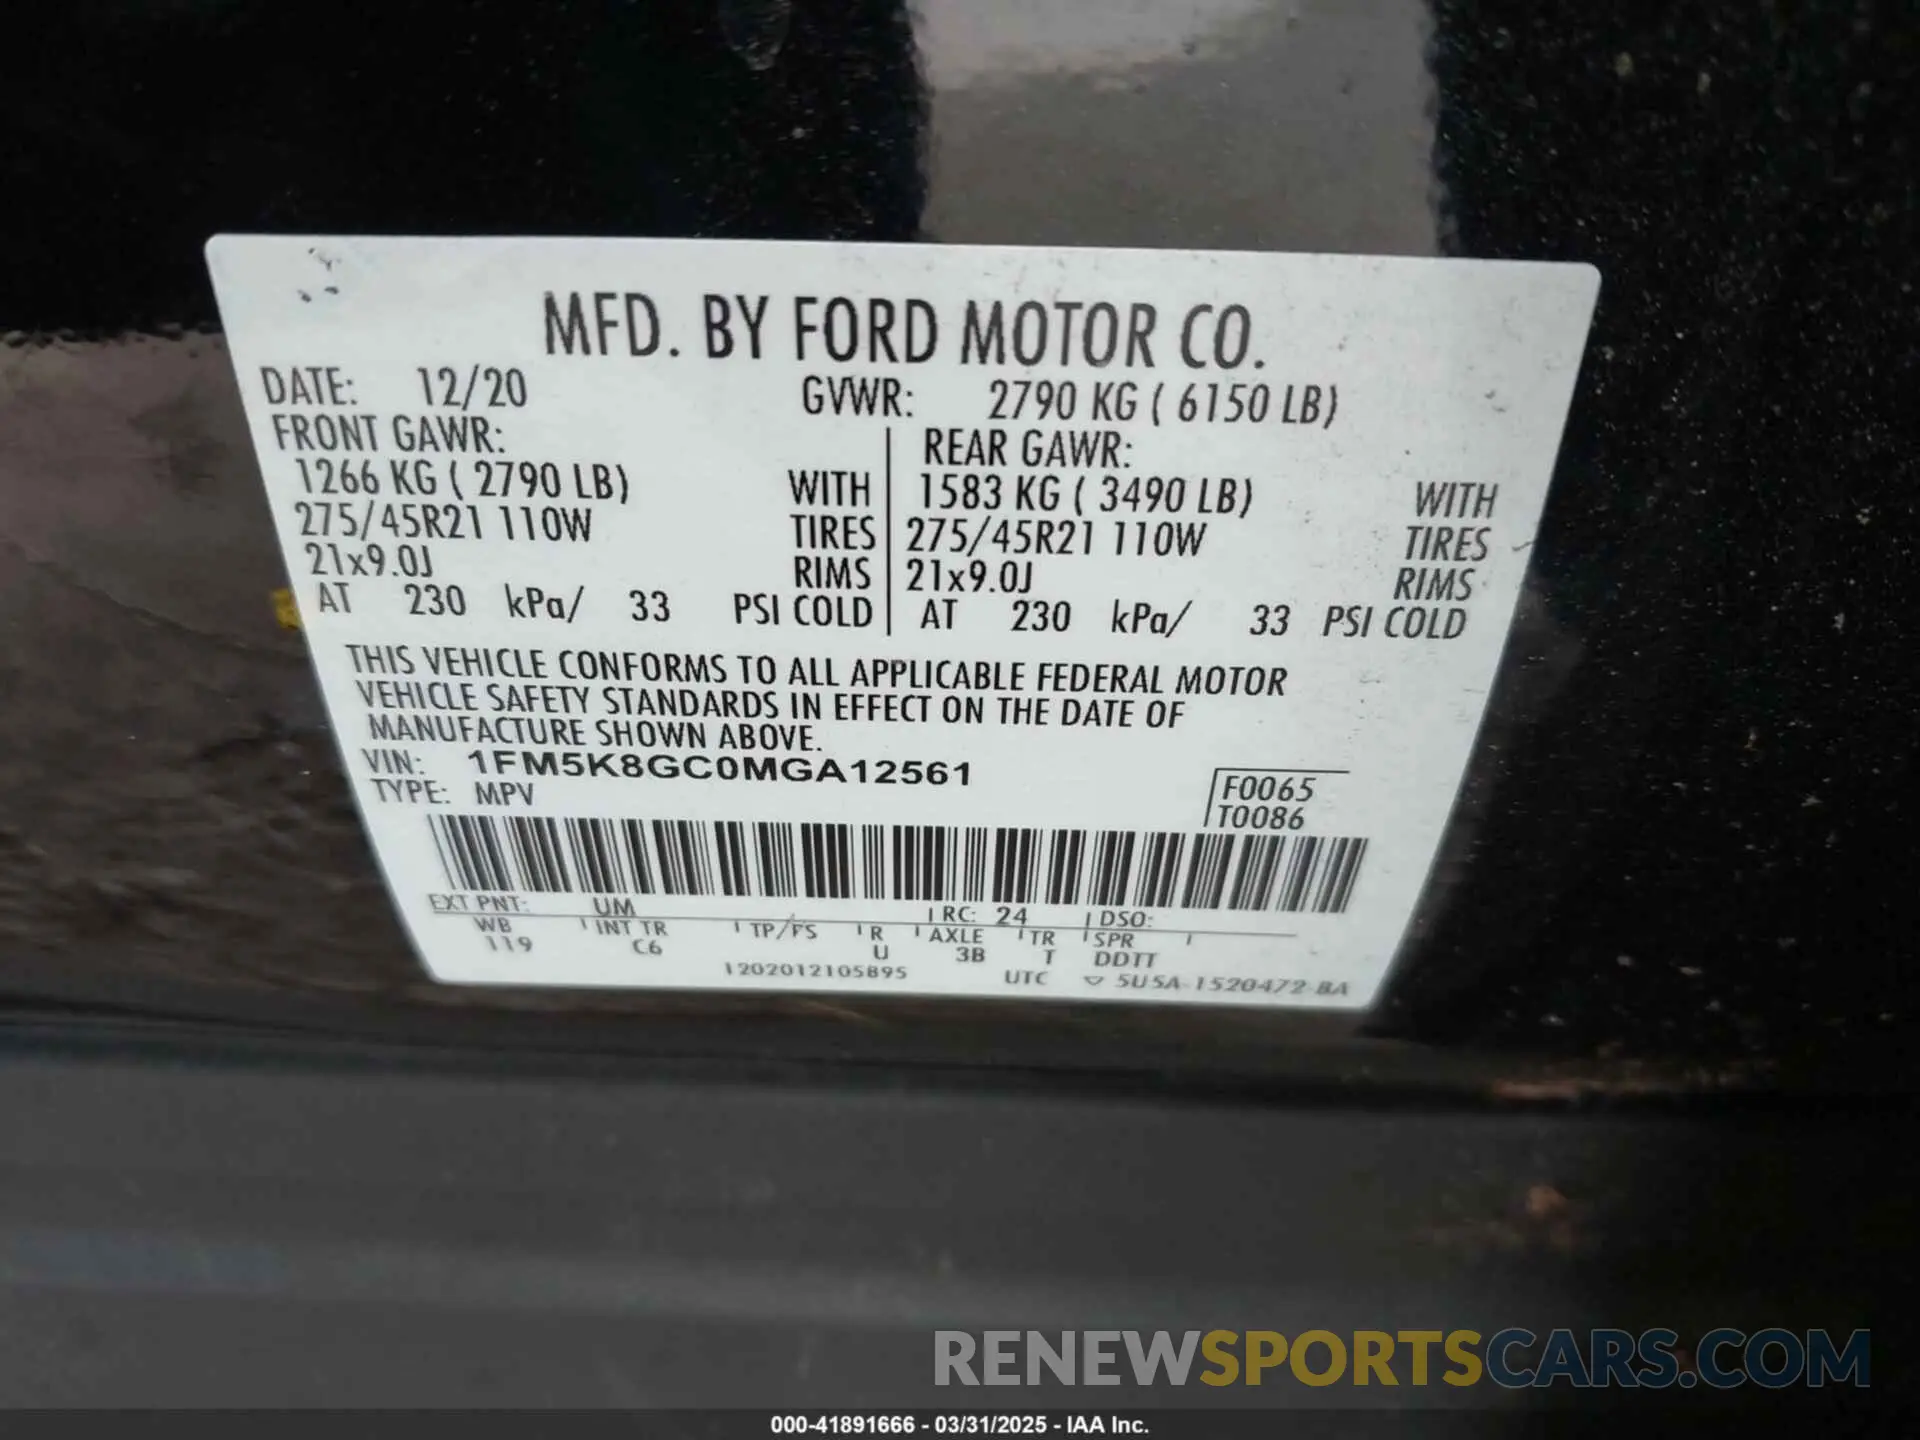 MFD. BY FORD MOTOR CO.
DATE: 12/20 GVWR: 2790 KG ( 6150 LB)
FRONT GAWR: REAR GAWR:
1266 KG ( 2790 LB) WITH 1583 KG ( 3490 LB) WITH
275/45R21 110W TIRES 275/45R21 110W TIRES
21x9.0J RIMS 21x9.0J RIMS
AT 230 kPa/ 33 PSI COLD AT 230 kPa/ 33 PSI COLD
THIS VEHICLE CONFORMS TO ALL APPLICABLE FEDERAL MOTOR
VEHICLE SAFETY STANDARDS IN EFFECT ON THE DATE OF
MANUFACTURE SHOWN ABOVE.
VIN: 1FM5K8GC0MGA12561
TYPE: MPV
F0065
T0086
EXT PNT: UM RC: 24 DSO:
WB INT TR TP/PS R AXLE TR SPR
119 C6 U 3B T DDTT
1202012105895 UTC 5U5A-1520472-BA
RENEWSPORTSCARS.COM
000-41891666 - 03/31/2025 - IAA Inc.